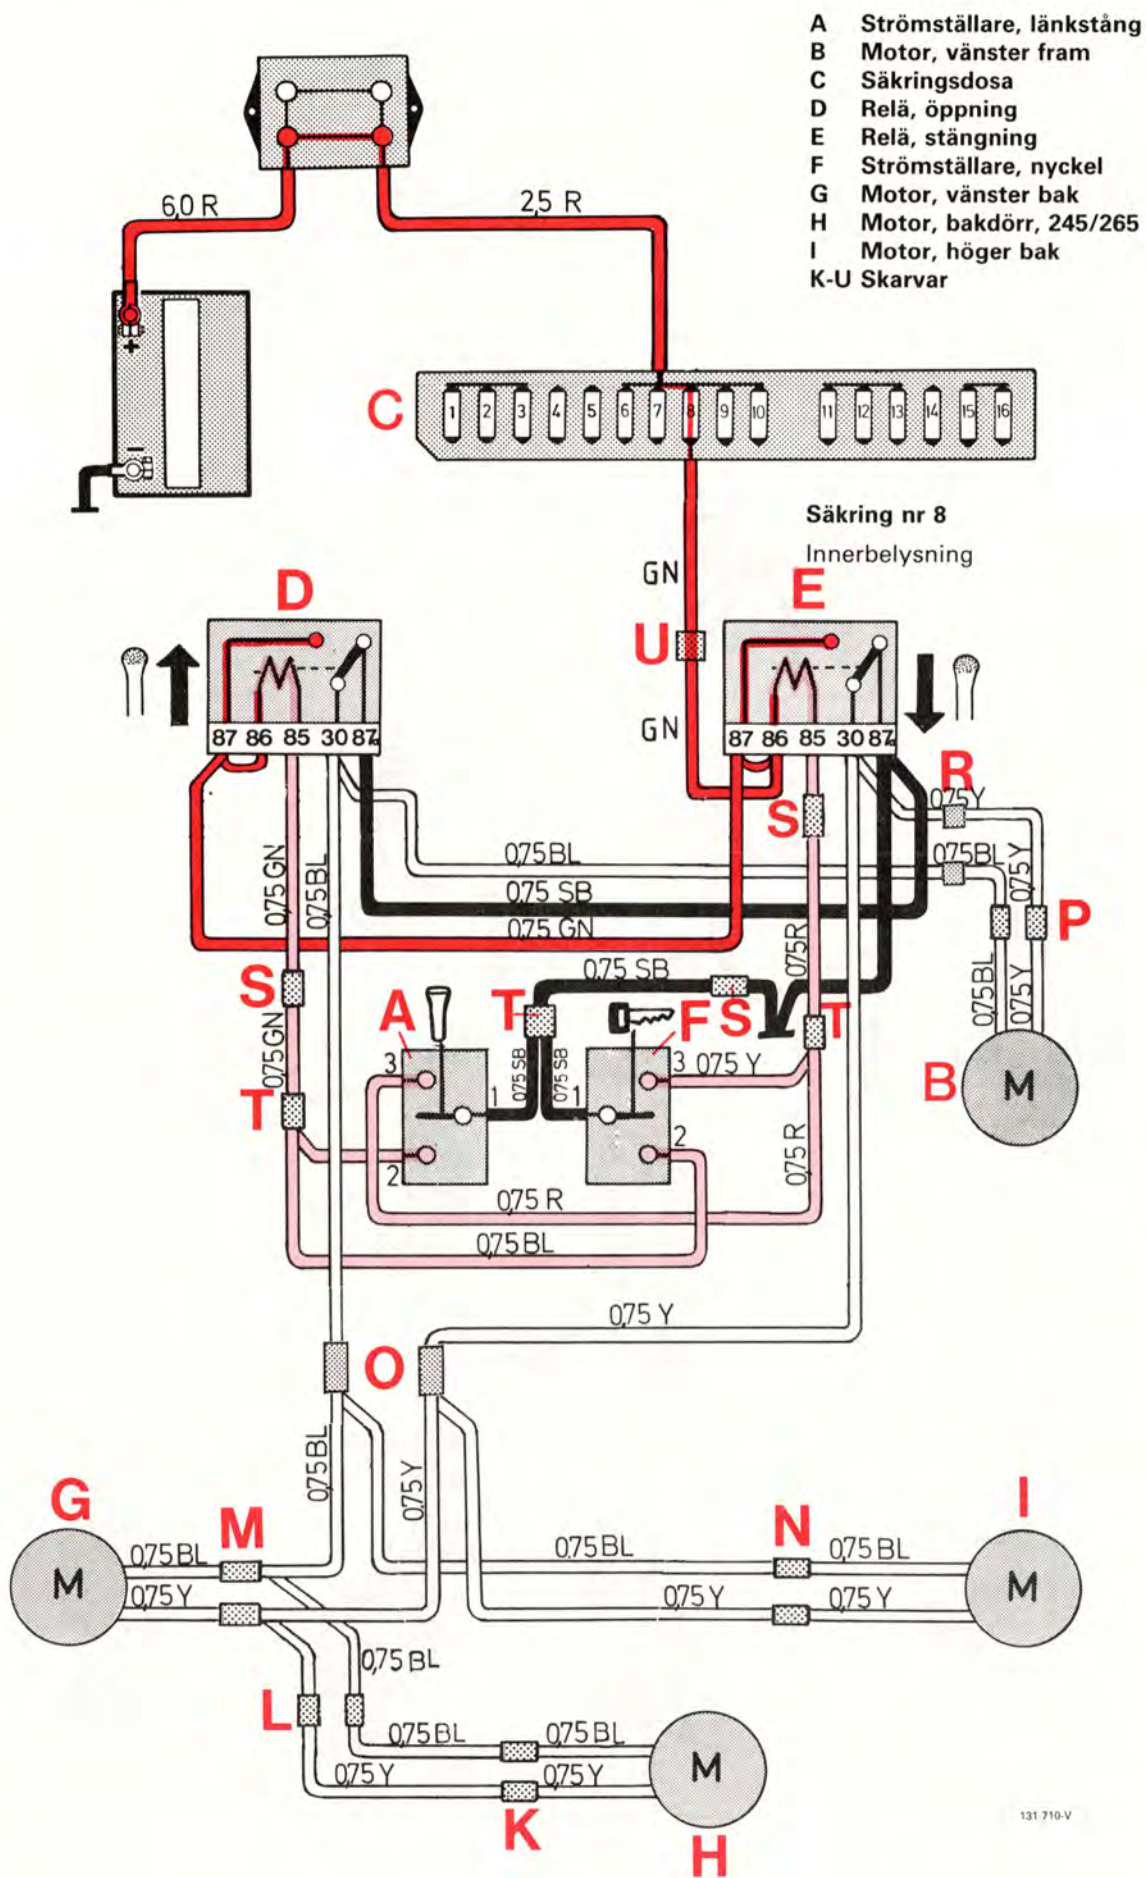 A Strömställare, länkstång
B Motor, vänster fram
C Säkringsdosa
D Relä, öppning
E Relä, stängning
F Strömställare, nyckel
G Motor, vänster bak
H Motor, bakdörr, 245/265
I Motor, höger bak
K-U Skarvar
6,0 R
2,5 R
+
−
C
1 2 3 4 5 6 7 8 9 10 11 12 13 14 15 16
Säkring nr 8
Innerbelysning
GN
D
E
U
87 86 85 30 87a
GN
87 86 85 30 87a
R
0,75 Y
S
0,75 BL
0,75 BL
0,75 Y
0,75 GN
0,75 BL
0,75 SB
0,75 GN
0,75 R
P
S
0,75 SB
A
T
F
S
T
0,75 BL
0,75 Y
0,75 GN
3
1
0,75 SB
0,75 SB
1
3
0,75 Y
B
M
T
2
2
0,75 R
0,75 R
0,75 BL
0,75 Y
O
0,75 BL
0,75 Y
G
M
N
I
M
0,75 BL
0,75 BL
0,75 BL
M
0,75 Y
0,75 Y
0,75 Y
0,75 BL
L
0,75 BL
0,75 BL
0,75 Y
0,75 Y
M
K
H
131 710-V